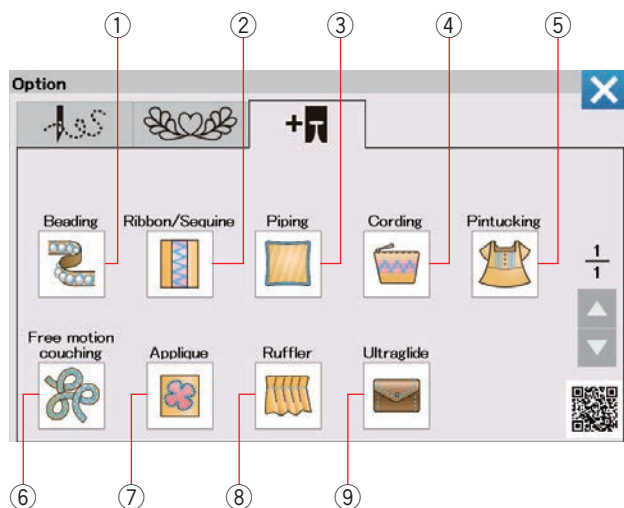 ① ② ③ ④ ⑤
Option
Beading Ribbon/Sequine Piping Cording Pintucking
1
1
Free motion
couching Applique Ruffler Ultraglide
⑥ ⑦ ⑧ ⑨